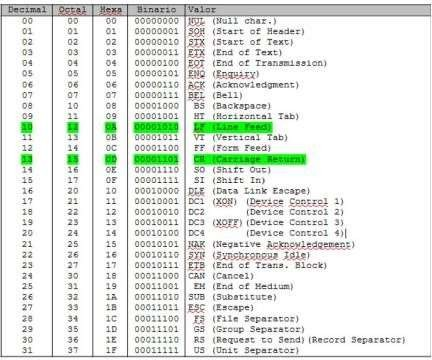 Decimal Octal Hexa Binario Valor
00 00 00 00000000 NUL (Null char.)
01 01 01 00000001 SOH (Start of Header)
02 02 02 00000010 STX (Start of Text)
03 03 03 00000011 ETX (End of Text)
04 04 04 00000100 EOT (End of Transmission)
05 05 05 00000101 ENQ (Enquiry)
06 06 06 00000110 ACK (Acknowledgment)
07 07 07 00000111 BEL (Bell)
08 10 08 00001000 BS (Backspace)
09 11 09 00001001 HT (Horizontal Tab)
10 12 0A 00001010 LF (Line Feed)
11 13 0B 00001011 VT (Vertical Tab)
12 14 0C 00001100 FF (Form Feed)
13 15 0D 00001101 CR (Carriage Return)
14 16 0E 00001110 SO (Shift Out)
15 17 0F 00001111 SI (Shift In)
16 20 10 00010000 DLE (Data Link Escape)
17 21 11 00010001 DC1 (XON) (Device Control 1)
18 22 12 00010010 DC2 (Device Control 2)
19 23 13 00010011 DC3 (XOFF)(Device Control 3)
20 24 14 00010100 DC4 (Device Control 4)
21 25 15 00010101 NAK (Negative Acknowledgement)
22 26 16 00010110 SYN (Synchronous Idle)
23 27 17 00010111 ETB (End of Trans. Block)
24 30 18 00011000 CAN (Cancel)
25 31 19 00011001 EM (End of Medium)
26 32 1A 00011010 SUB (Substitute)
27 33 1B 00011011 ESC (Escape)
28 34 1C 00011100 FS (File Separator)
29 35 1D 00011101 GS (Group Separator)
30 36 1E 00011110 RS (Request to Send)(Record Separator)
31 37 1F 00011111 US (Unit Separator)